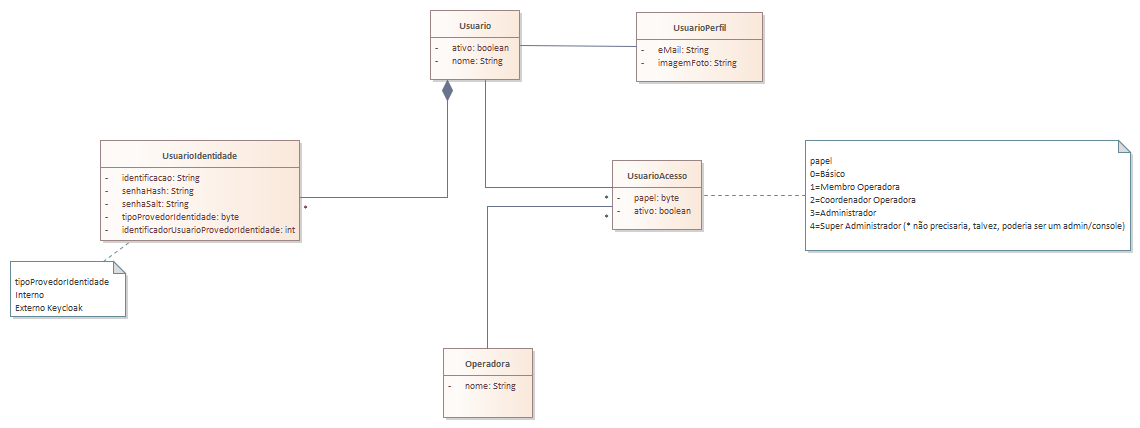 Usuario
- ativo: boolean
- nome: String
UsuarioPerfil
- eMail: String
- imagemFoto: String
UsuarioIdentidade
- identificacao: String
- senhaHash: String
- senhaSalt: String
- tipoProvedorIdentidade: byte
- identificadorUsuarioProvedorIdentidade: int
*
UsuarioAcesso
- papel: byte
- ativo: boolean
*
*
papel
0=Básico
1=Membro Operadora
2=Coordenador Operadora
3=Administrador
4=Super Administrador (* não precisaria, talvez, poderia ser um admin/console)
tipoProvedorIdentidade
Interno
Externo Keycloak
Operadora
- nome: String